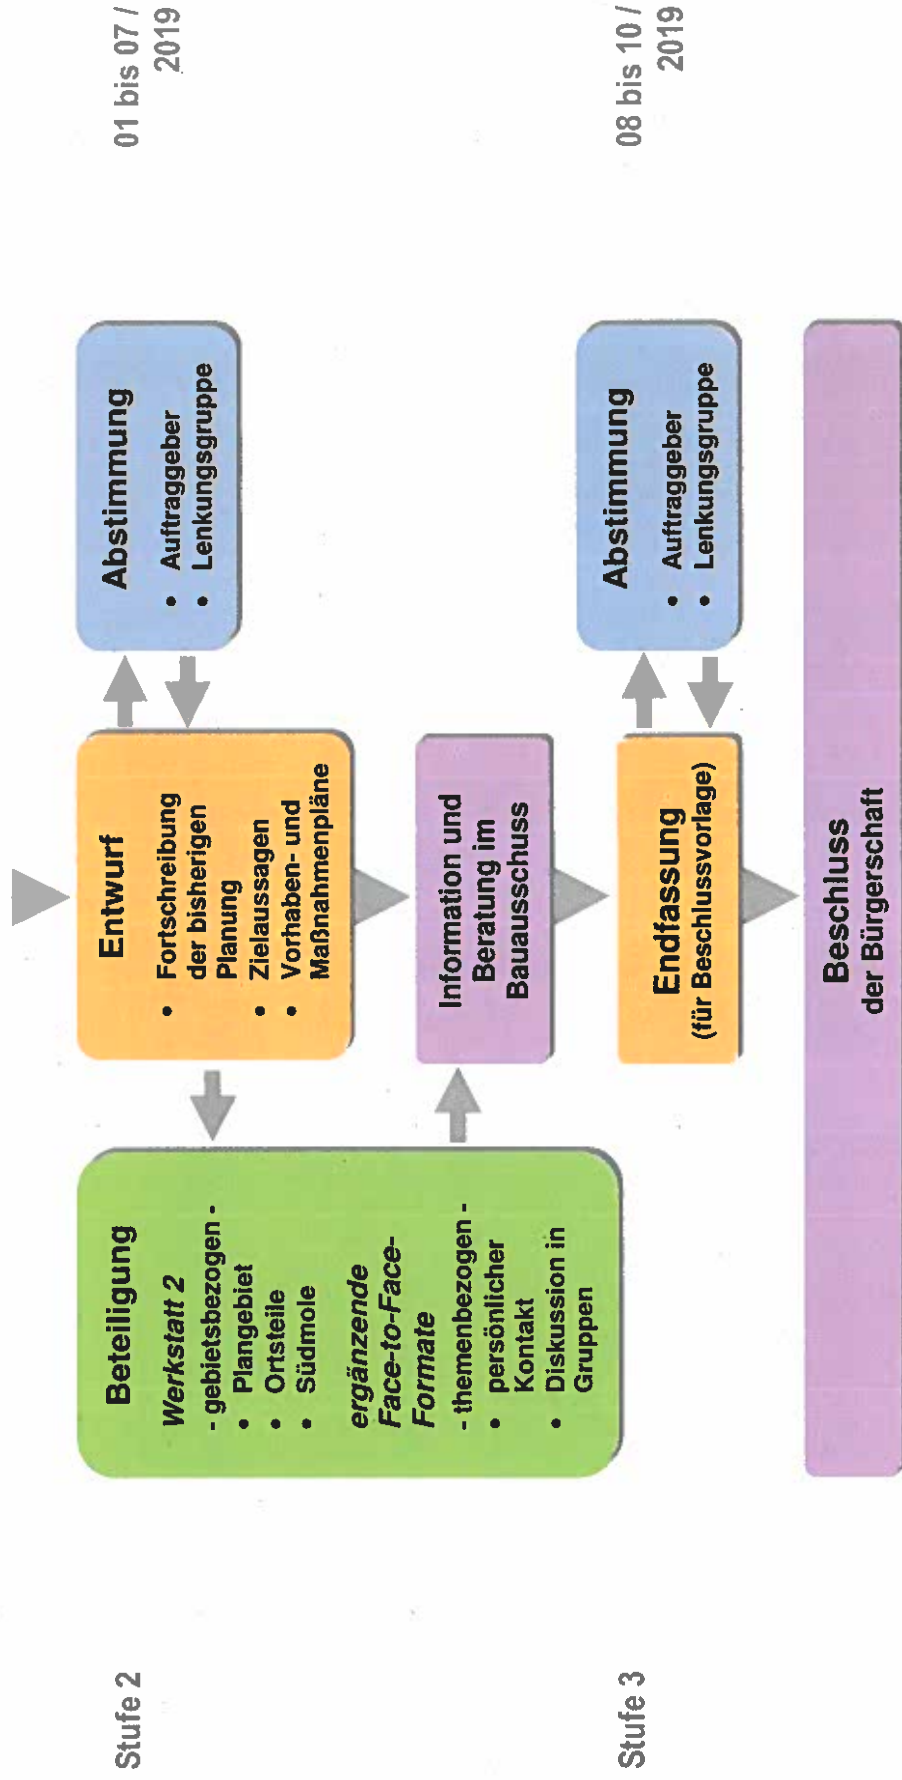 Stufe 2
Beteiligung
Werkstatt 2
- gebietsbezogen -
• Plangebiet
• Ortsteile
• Südmole
ergänzende
Face-to-Face-
Formate
- themenbezogen -
• persönlicher
Kontakt
• Diskussion in
Gruppen
Entwurf
• Fortschreibung
der bisherigen
Planung
• Zielaussagen
• Vorhaben- und
Maßnahmenpläne
Abstimmung
• Auftraggeber
• Lenkungsgruppe
01 bis 07 /
2019
Information und
Beratung im
Bauausschuss
Stufe 3
Endfassung
(für Beschlussvorlage)
Abstimmung
• Auftraggeber
• Lenkungsgruppe
08 bis 10 /
2019
Beschluss
der Bürgerschaft